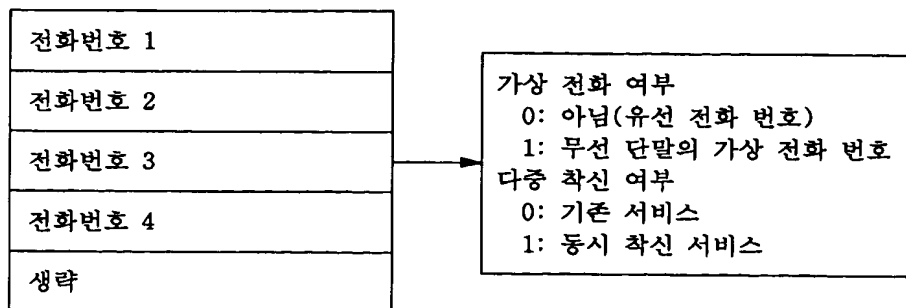 전화번호 1
전화번호 2
전화번호 3
전화번호 4
생략
가상 전화 여부
0: 아님(유선 전화 번호)
1: 무선 단말의 가상 전화 번호
다중 착신 여부
0: 기존 서비스
1: 동시 착신 서비스